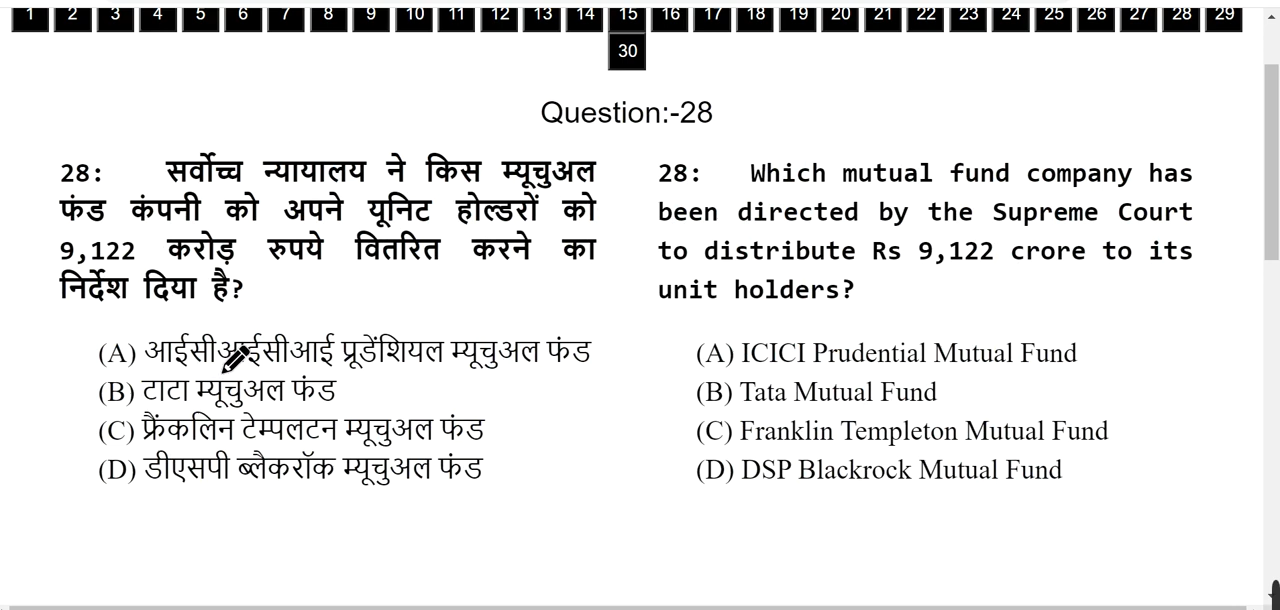 1 2 3 4 5 6 7 8 9 10 11 12 13 14 15 16 17 18 19 20 21 22 23 24 25 26 27 28 29
30
Question:-28
28: सर्वोच्च न्यायालय ने किस म्यूचुअल
फंड कंपनी को अपने यूनिट होल्डरों को
9,122 करोड़ रुपये वितरित करने का
निर्देश दिया है?
(A) आईसीआईसीआई प्रूडेंशियल म्यूचुअल फंड
(B) टाटा म्यूचुअल फंड
(C) फ्रैंकलिन टेम्पलटन म्यूचुअल फंड
(D) डीएसपी ब्लैकरॉक म्यूचुअल फंड
28: Which mutual fund company has
been directed by the Supreme Court
to distribute Rs 9,122 crore to its
unit holders?
(A) ICICI Prudential Mutual Fund
(B) Tata Mutual Fund
(C) Franklin Templeton Mutual Fund
(D) DSP Blackrock Mutual Fund